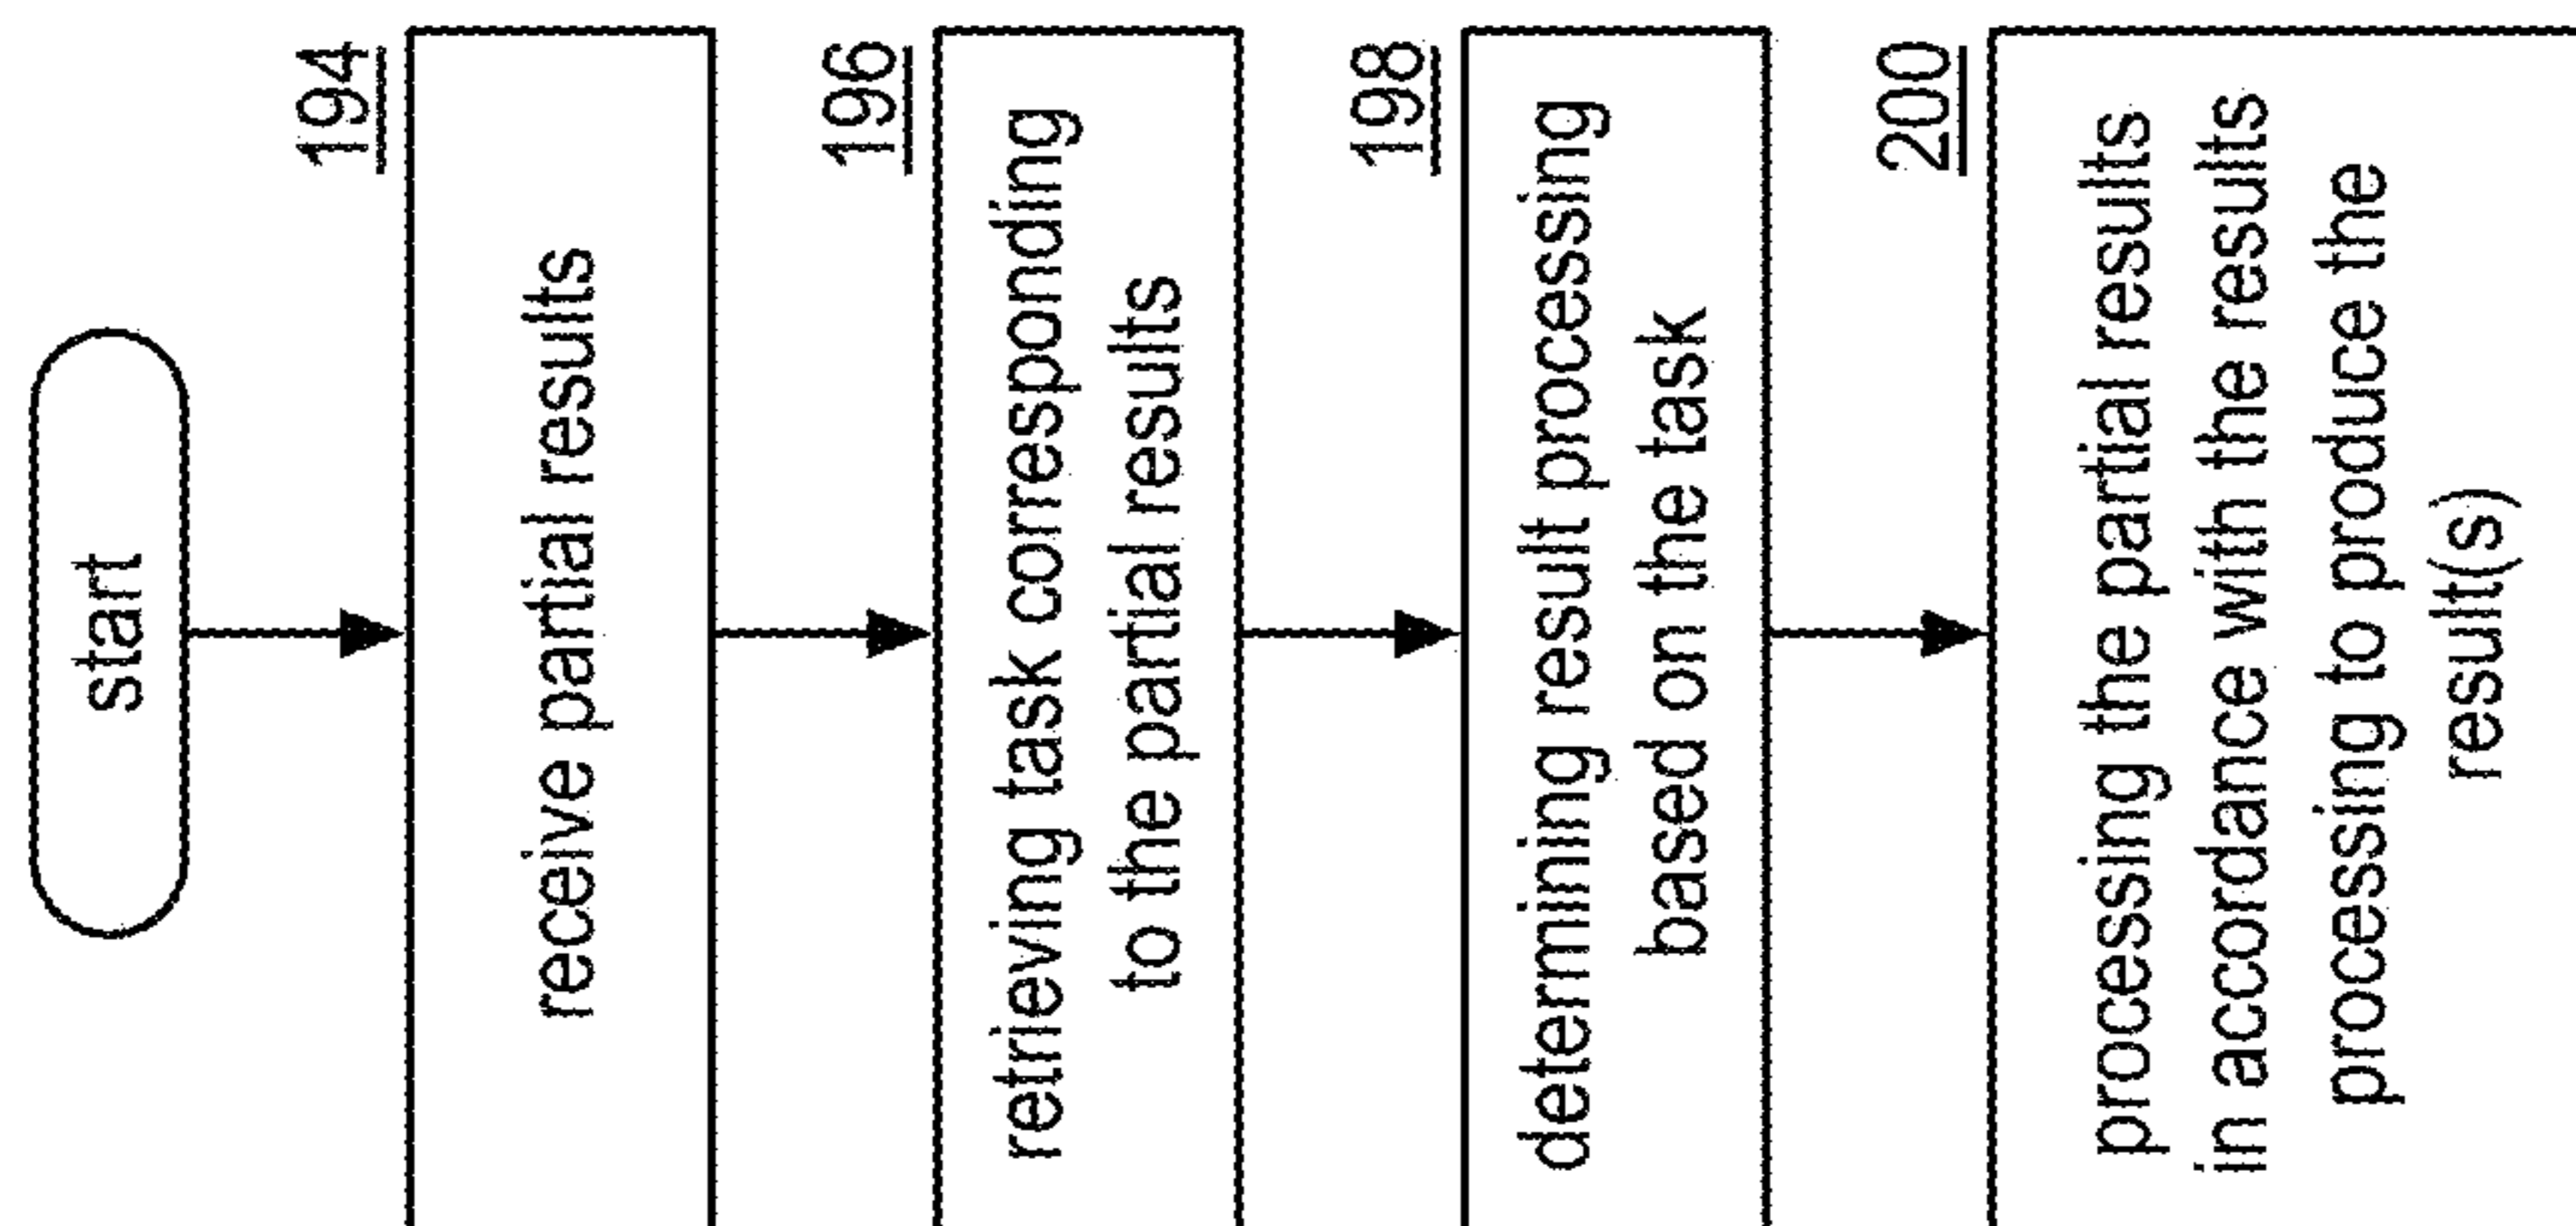 start
194
receive partial results
196
retrieving task corresponding
to the partial results
198
determining result processing
based on the task
200
processing the partial results
in accordance with the results
processing to produce the
result(s)